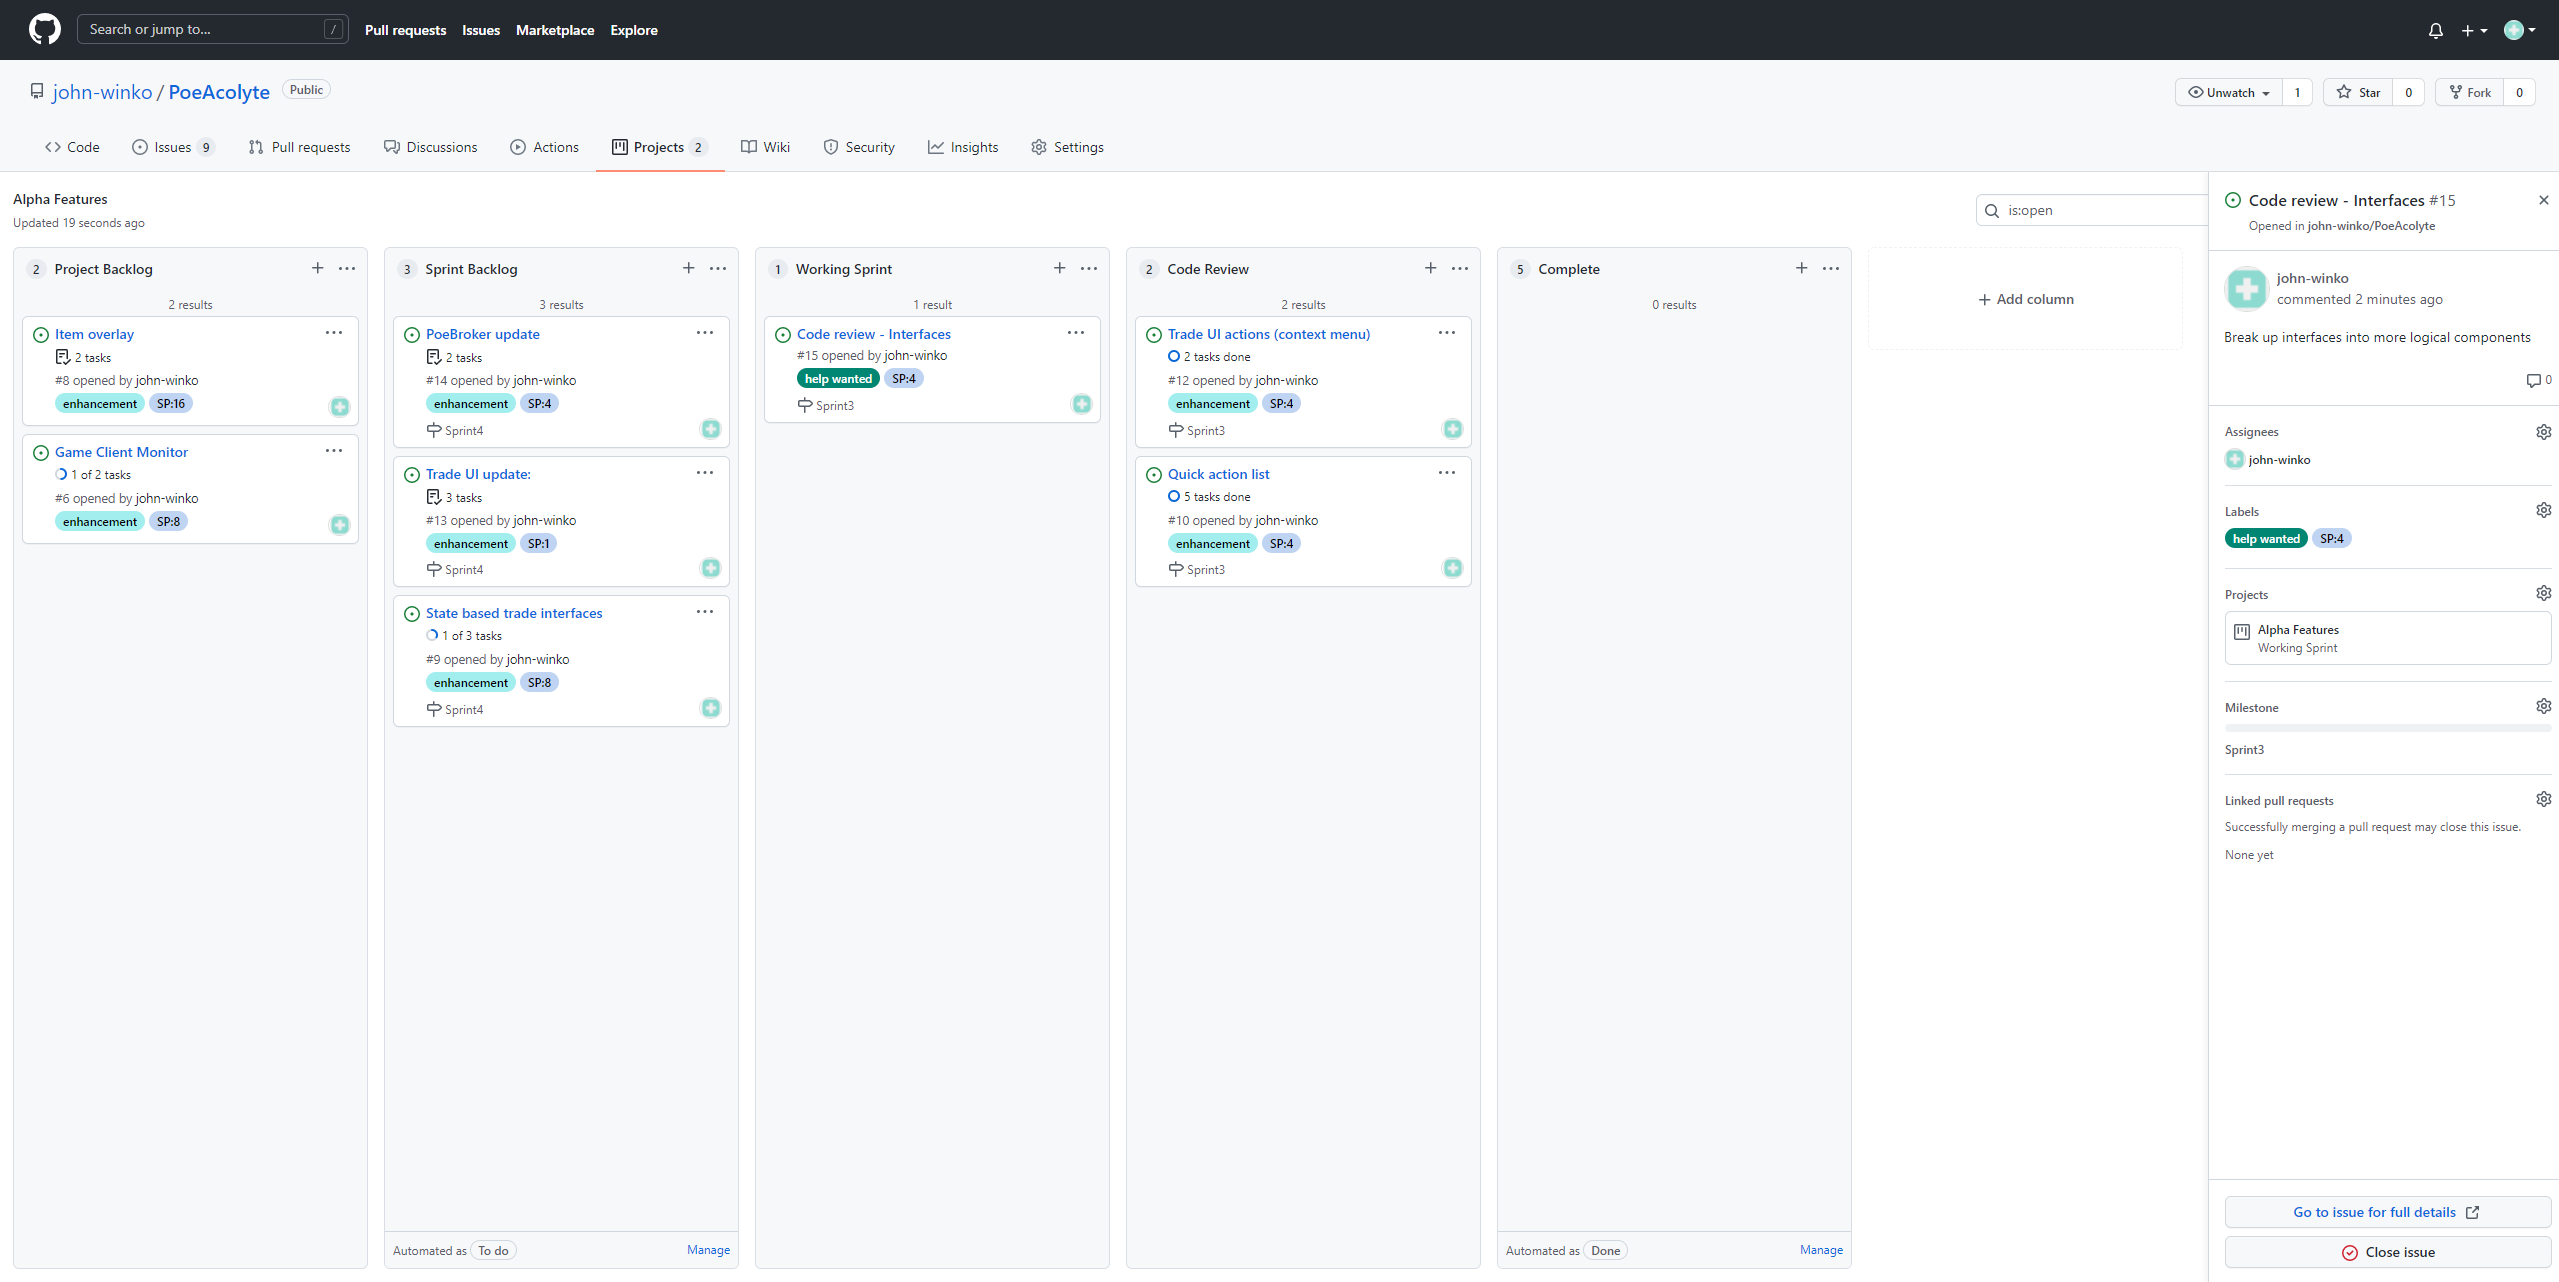 Search or jump to... /
Pull requests Issues Marketplace Explore
john-winko / PoeAcolyte Public
Unwatch 1 Star 0 Fork 0
Code Issues 9 Pull requests Discussions Actions Projects 2 Wiki Security Insights Settings
Alpha Features
Updated 19 seconds ago
is:open
2 Project Backlog
2 results
Item overlay
2 tasks
#8 opened by john-winko
enhancement SP:16
Game Client Monitor
1 of 2 tasks
#6 opened by john-winko
enhancement SP:8
3 Sprint Backlog
3 results
PoeBroker update
2 tasks
#14 opened by john-winko
enhancement SP:4
Sprint4
Trade UI update:
3 tasks
#13 opened by john-winko
enhancement SP:1
Sprint4
State based trade interfaces
1 of 3 tasks
#9 opened by john-winko
enhancement SP:8
Sprint4
Automated as To do Manage
1 Working Sprint
1 result
Code review - Interfaces
#15 opened by john-winko
help wanted SP:4
Sprint3
2 Code Review
2 results
Trade UI actions (context menu)
2 tasks done
#12 opened by john-winko
enhancement SP:4
Sprint3
Quick action list
5 tasks done
#10 opened by john-winko
enhancement SP:4
Sprint3
5 Complete
0 results
Automated as Done Manage
Add column
Code review - Interfaces #15
Opened in john-winko/PoeAcolyte
john-winko
commented 2 minutes ago
Break up interfaces into more logical components
0
Assignees
john-winko
Labels
help wanted SP:4
Projects
Alpha Features
Working Sprint
Milestone
Sprint3
Linked pull requests
Successfully merging a pull request may close this issue.
None yet
Go to issue for full details
Close issue